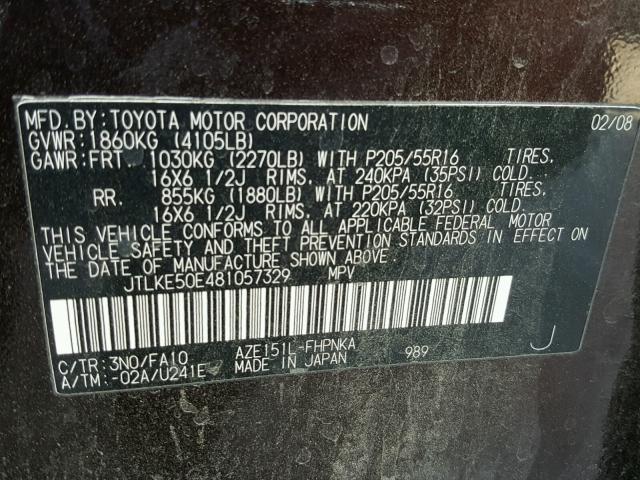 MFD.BY:TOYOTA MOTOR CORPORATION 02/08
GVWR:1860KG (4105LB)
GAWR:FRT. 1030KG (2270LB) WITH P205/55R16 TIRES.
16X6 1/2J RIMS. AT 240KPA (35PSI) COLD.
RR. 855KG (1880LB) WITH P205/55R16 TIRES.
16X6 1/2J RIMS. AT 220KPA (32PSI) COLD.
THIS VEHICLE CONFORMS TO ALL APPLICABLE FEDERAL MOTOR
VEHICLE SAFETY AND THEFT PREVENTION STANDARDS IN EFFECT ON
THE DATE OF MANUFACTURE SHOWN ABOVE.
JTLKE50E481057329 MPV
C/TR:3N0/FA10 AZE151L-FHPNKA
A/TM:-02A/U241E MADE IN JAPAN 989 J